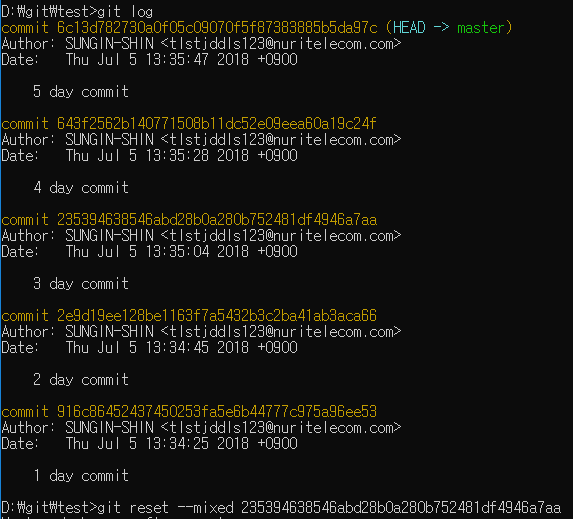 D:\git\test>git log
commit 6c13d782730a0f05c09070f5f87383885b5da97c (HEAD -> master)
Author: SUNGIN-SHIN <tlstjddls123@nuritelecom.com>
Date:   Thu Jul 5 13:35:47 2018 +0900
5 day commit
commit 643f2562b140771508b11dc52e09eea60a19c24f
Author: SUNGIN-SHIN <tlstjddls123@nuritelecom.com>
Date:   Thu Jul 5 13:35:28 2018 +0900
4 day commit
commit 235394638546abd28b0a280b752481df4946a7aa
Author: SUNGIN-SHIN <tlstjddls123@nuritelecom.com>
Date:   Thu Jul 5 13:35:04 2018 +0900
3 day commit
commit 2e9d19ee128be1163f7a5432b3c2ba41ab3aca66
Author: SUNGIN-SHIN <tlstjddls123@nuritelecom.com>
Date:   Thu Jul 5 13:34:45 2018 +0900
2 day commit
commit 916c86452437450253fa5e6b44777c975a96ee53
Author: SUNGIN-SHIN <tlstjddls123@nuritelecom.com>
Date:   Thu Jul 5 13:34:25 2018 +0900
1 day commit
D:\git\test>git reset --mixed 235394638546abd28b0a280b752481df4946a7aa